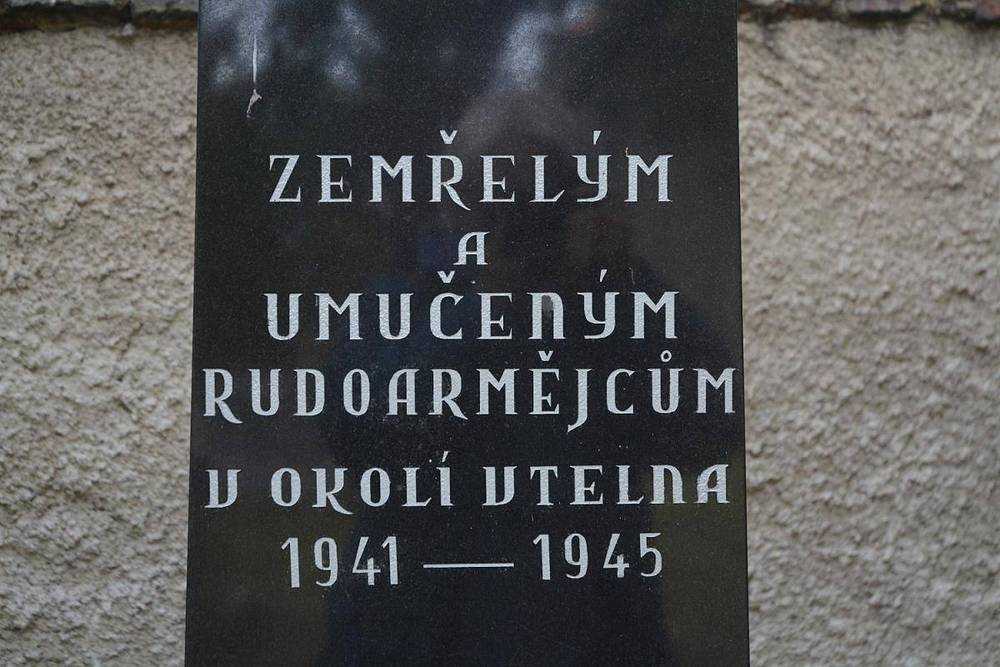 ZEMŘELÝM
A
UMUČENÝM
RUDOARMĚJCŮM
V OKOLÍ VTELNA
1941 — 1945